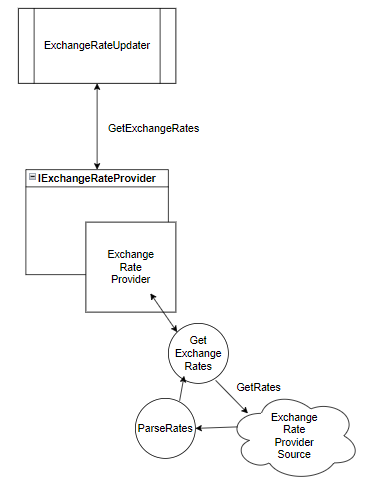 ExchangeRateUpdater
GetExchangeRates
IExchangeRateProvider
Exchange
Rate
Provider
Get
Exchange
Rates
GetRates
ParseRates
Exchange
Rate
Provider
Source